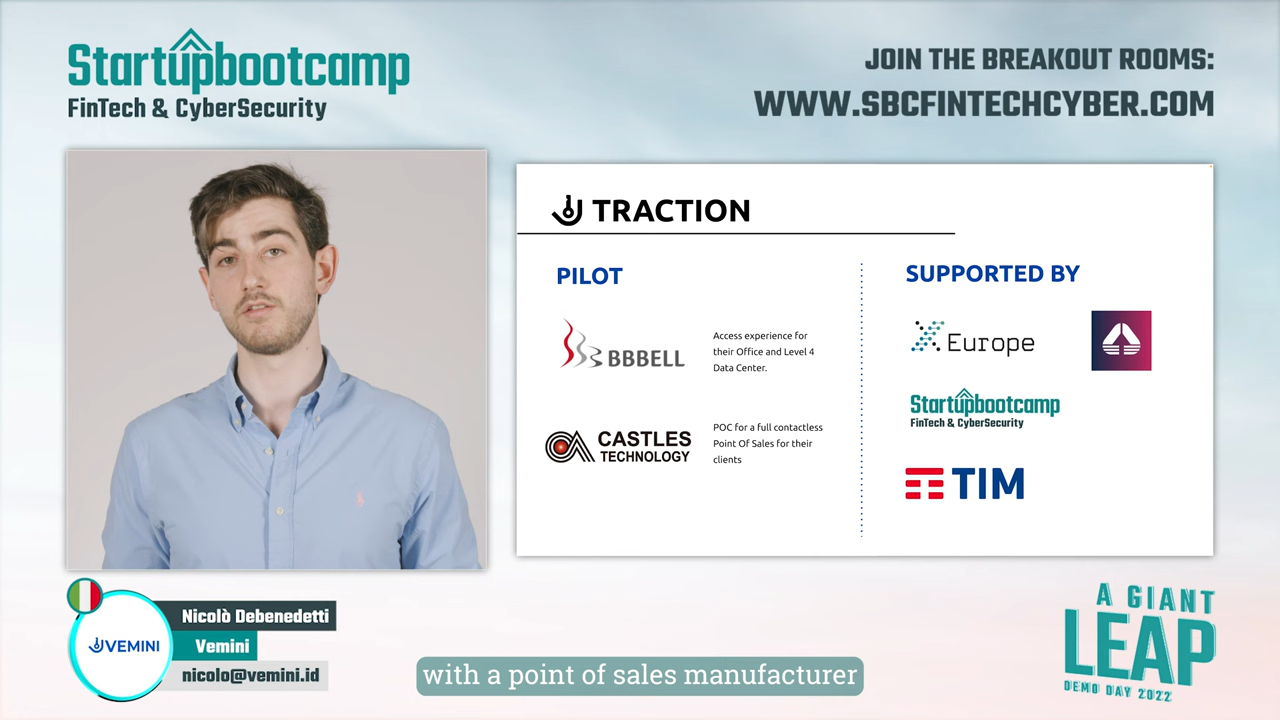 Startupbootcamp
FinTech & CyberSecurity
JOIN THE BREAKOUT ROOMS:
WWW.SBCFINTECHCYBER.COM
TRACTION
PILOT
BBBELL
Access experience for
their Office and Level 4
Data Center.
CASTLES
TECHNOLOGY
POC for a full contactless
Point Of Sales for their
clients
SUPPORTED BY
Europe
Startupbootcamp
FinTech & CyberSecurity
TIM
VEMINI
Nicolò Debenedetti
Vemini
nicolo@vemini.id
with a point of sales manufacturer
A GIANT
LEAP
DEMO DAY 2022